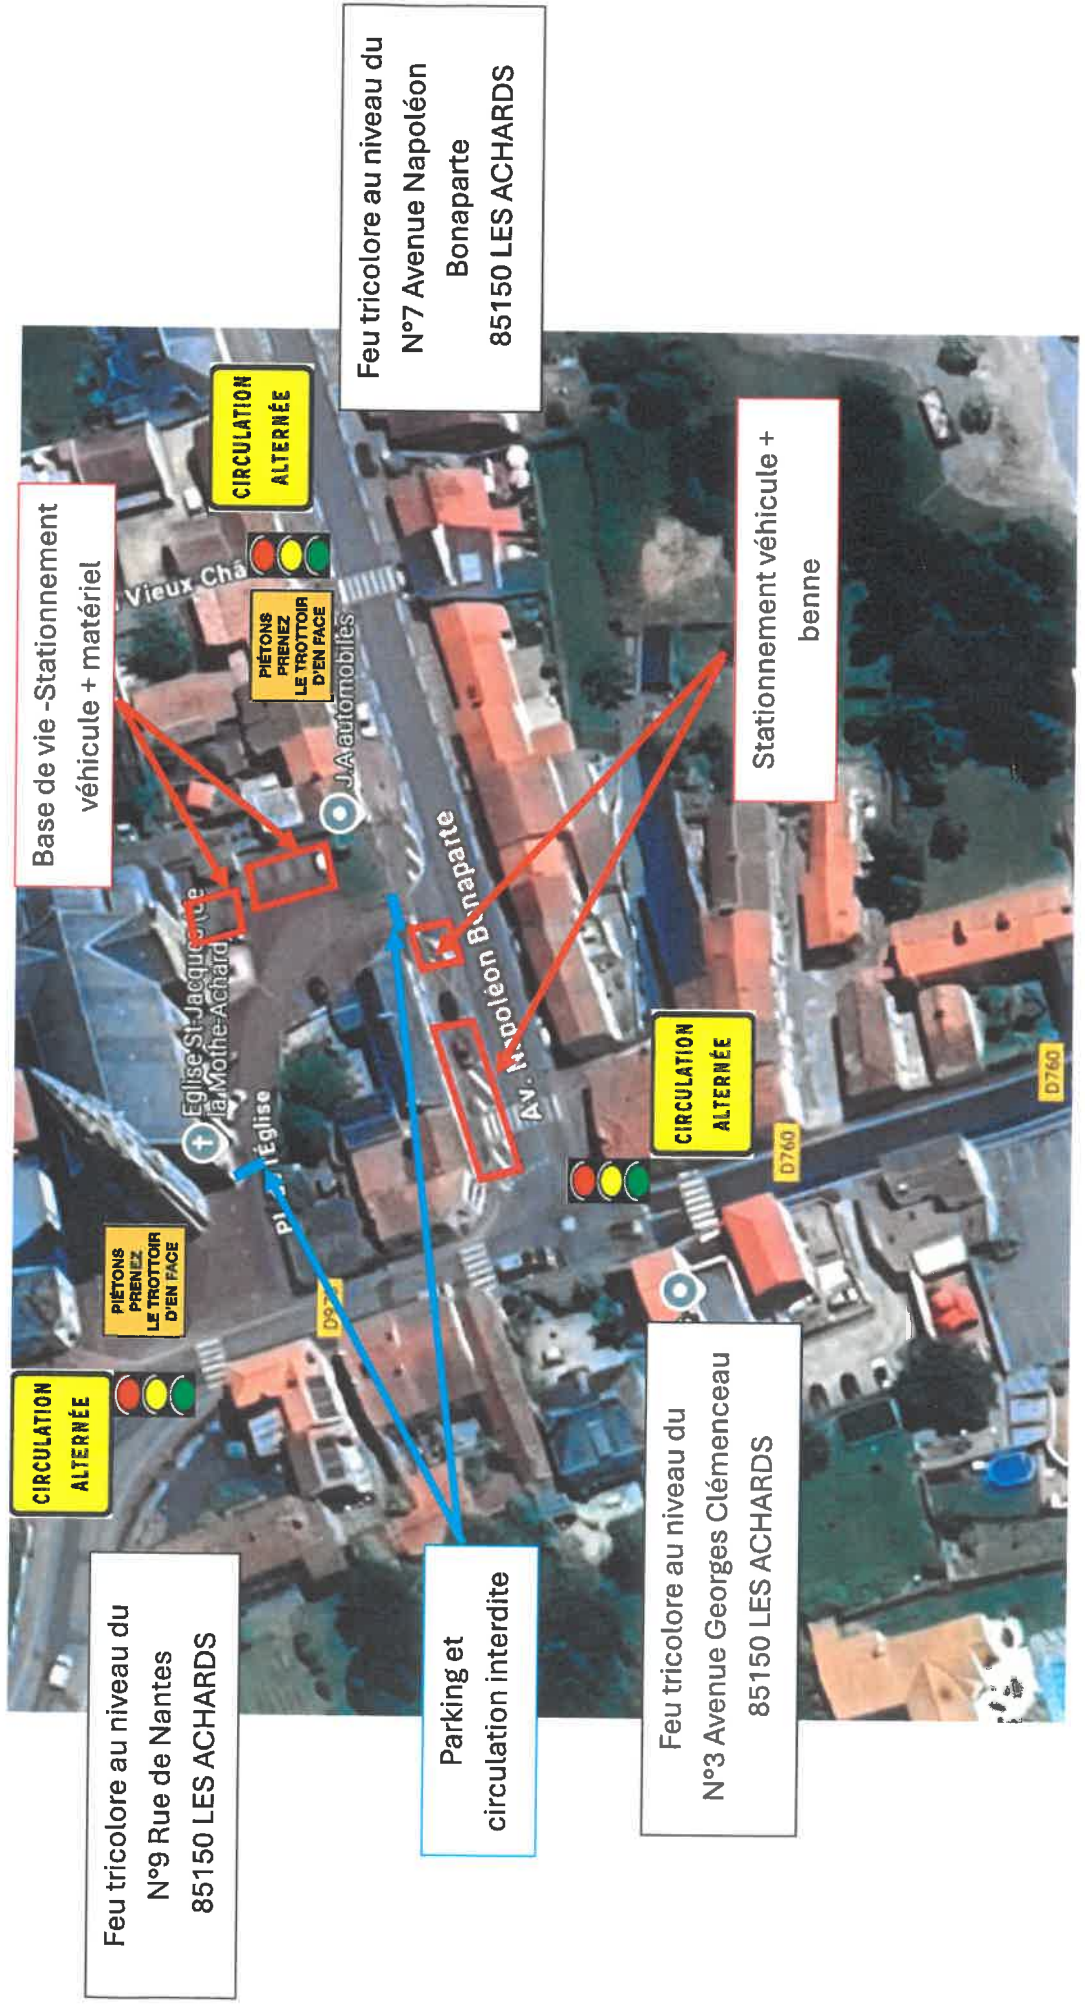 Feu tricolore au niveau du
N°9 Rue de Nantes
85150 LES ACHARDS
CIRCULATION
ALTERNÉE
PIÉTONS
PRENEZ
LE TROTTOIR
D'EN FACE
Base de vie -Stationnement
véhicule + matériel
Eglise St Jacques de
la Mothe-Achard
Pl. Église
Vieux Châ
PIÉTONS
PRENEZ
LE TROTTOIR
D'EN FACE
CIRCULATION
ALTERNÉE
J.A automobiles
Feu tricolore au niveau du
N°7 Avenue Napoléon
Bonaparte
85150 LES ACHARDS
Parking et
circulation interdite
Av. Napoléon Bonaparte
Feu tricolore au niveau du
N°3 Avenue Georges Clémenceau
85150 LES ACHARDS
CIRCULATION
ALTERNÉE
D760
D760
Stationnement véhicule +
benne